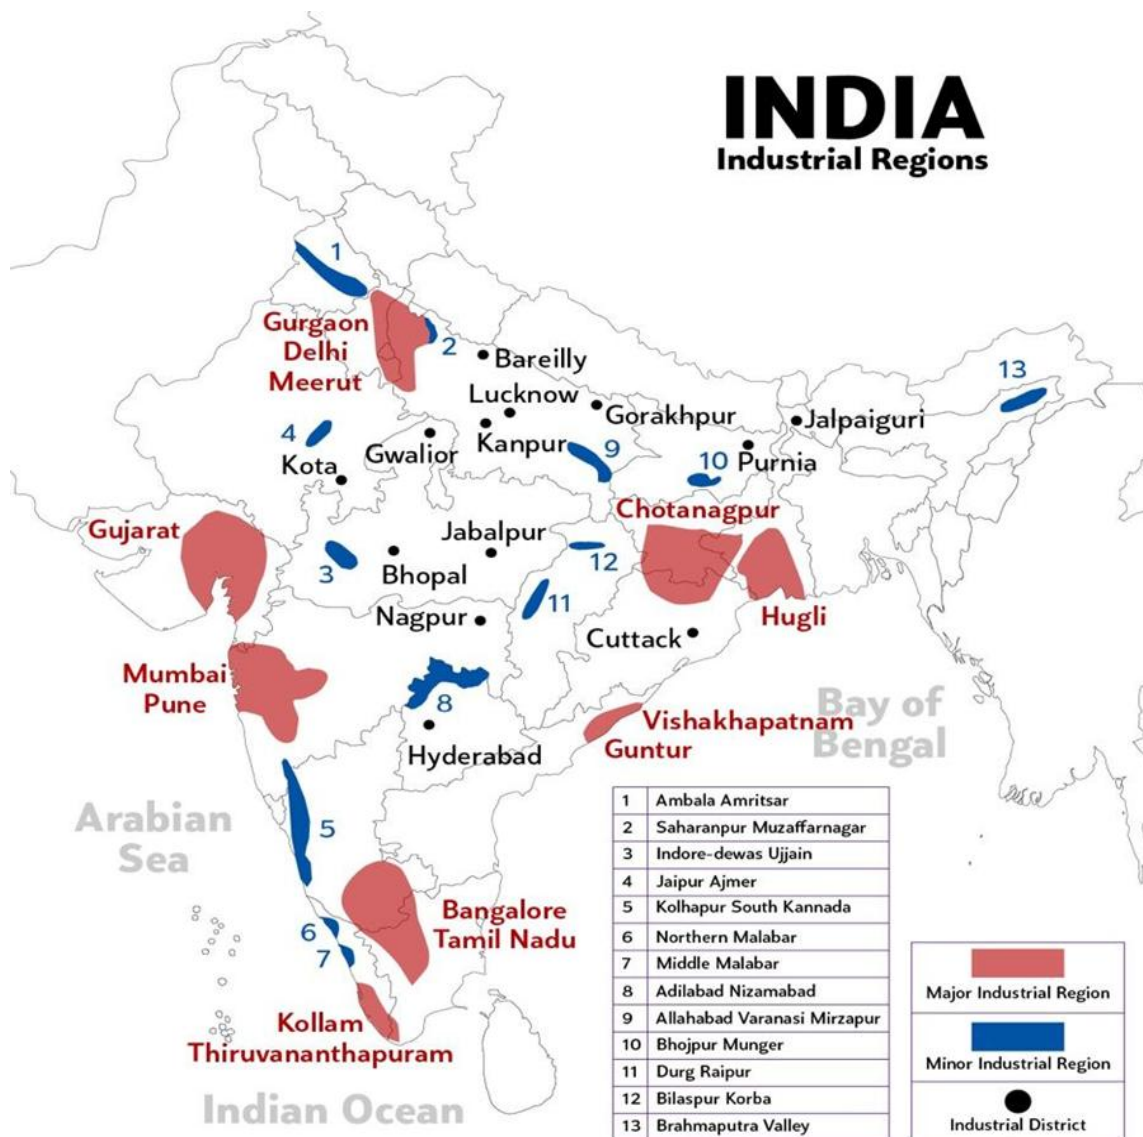 INDIA
Industrial Regions
1
Gurgaon
Delhi
Meerut
2
Bareilly
Lucknow
Gorakhpur
Jalpaiguri
13
4
Kota
Gwalior
Kanpur
9
10
Purnia
Gujarat
Chotanagpur
Jabalpur
3
Bhopal
12
11
Nagpur
Cuttack
Hugli
Mumbai
Pune
8
Hyderabad
Vishakhapatnam
Guntur
Bay of
Bengal
Arabian
Sea
5
6
7
Bangalore
Tamil Nadu
Kollam
Thiruvananthapuram
Indian Ocean
1 Ambala Amritsar
2 Saharanpur Muzaffarnagar
3 Indore-dewas Ujjain
4 Jaipur Ajmer
5 Kolhapur South Kannada
6 Northern Malabar
7 Middle Malabar
8 Adilabad Nizamabad
9 Allahabad Varanasi Mirzapur
10 Bhojpur Munger
11 Durg Raipur
12 Bilaspur Korba
13 Brahmaputra Valley
Major Industrial Region
Minor Industrial Region
Industrial District